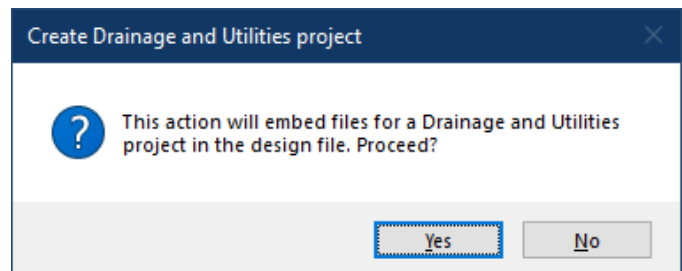 Create Drainage and Utilities project
This action will embed files for a Drainage and Utilities
project in the design file. Proceed?
Yes
No